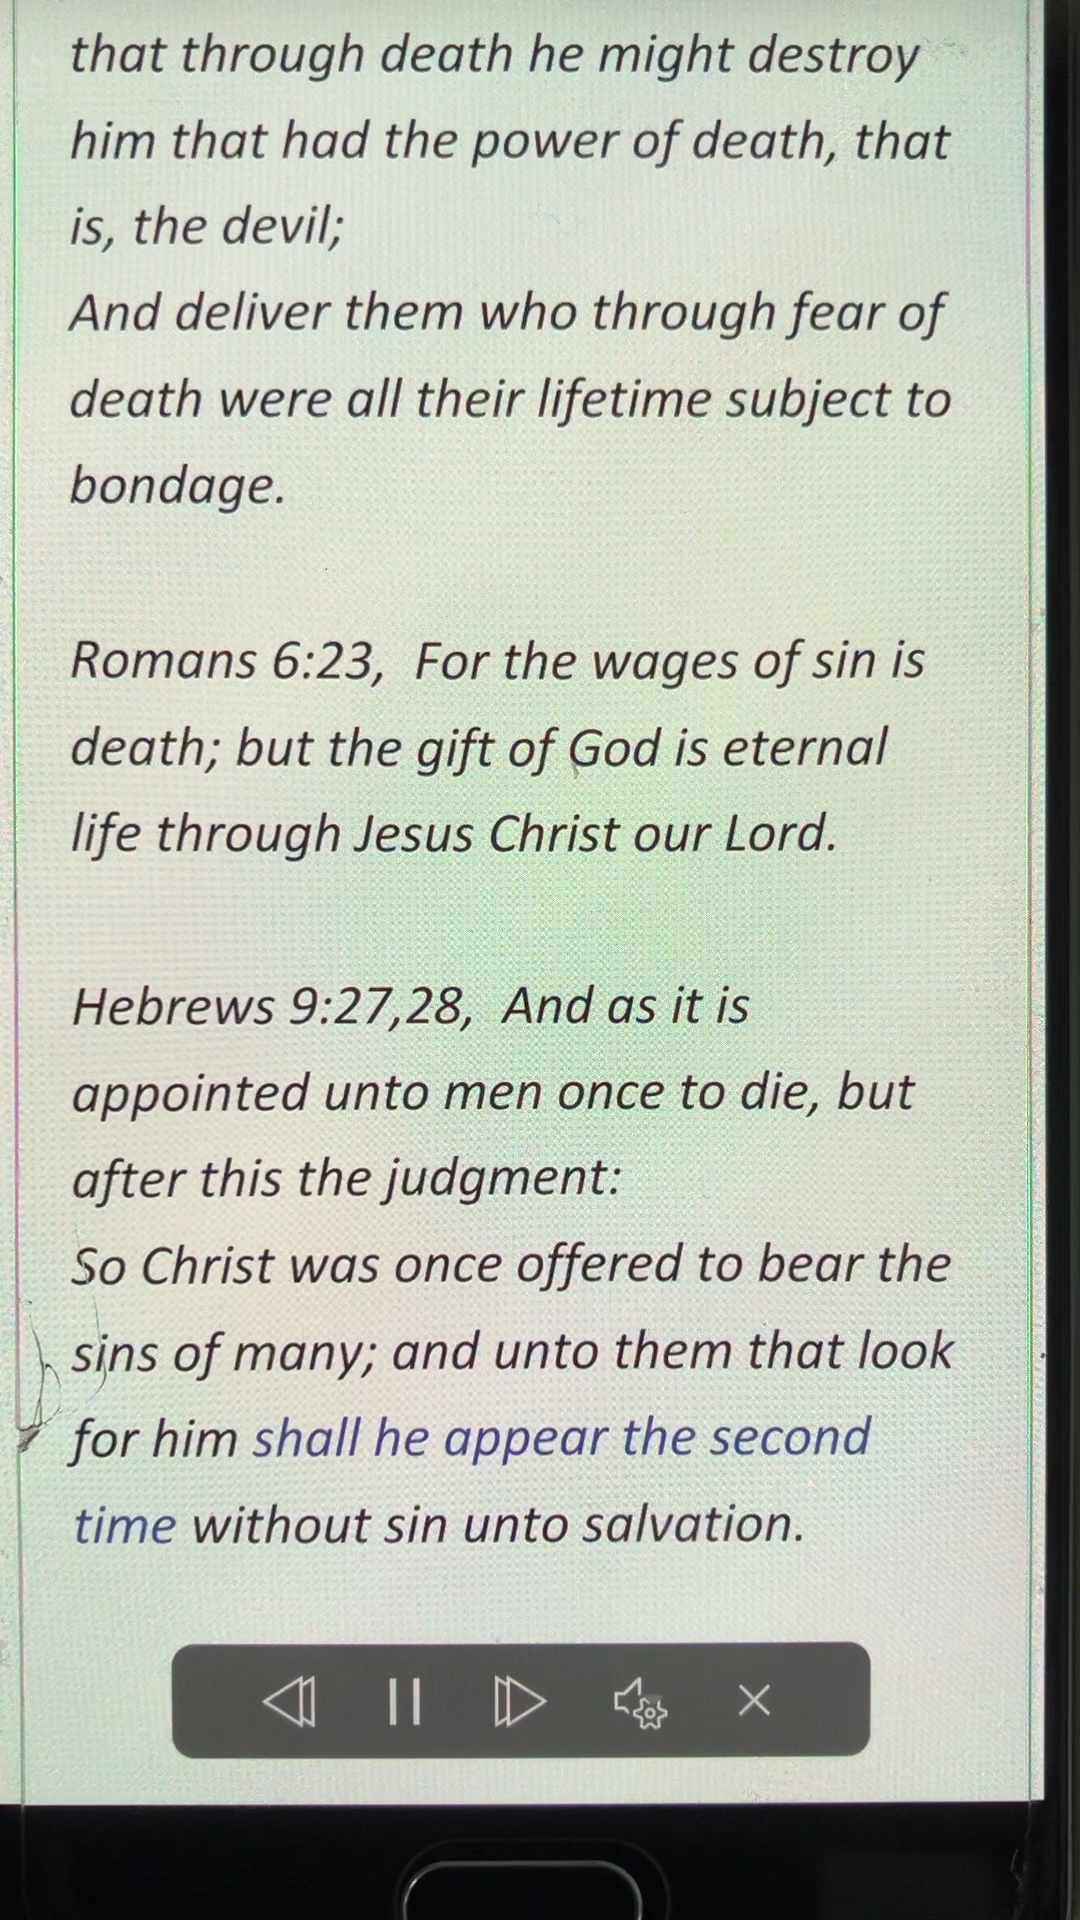 that through death he might destroy
him that had the power of death, that
is, the devil;
And deliver them who through fear of
death were all their lifetime subject to
bondage.
Romans 6:23,  For the wages of sin is
death; but the gift of God is eternal
life through Jesus Christ our Lord.
Hebrews 9:27,28,  And as it is
appointed unto men once to die, but
after this the judgment:
So Christ was once offered to bear the
sins of many; and unto them that look
for him shall he appear the second
time without sin unto salvation.